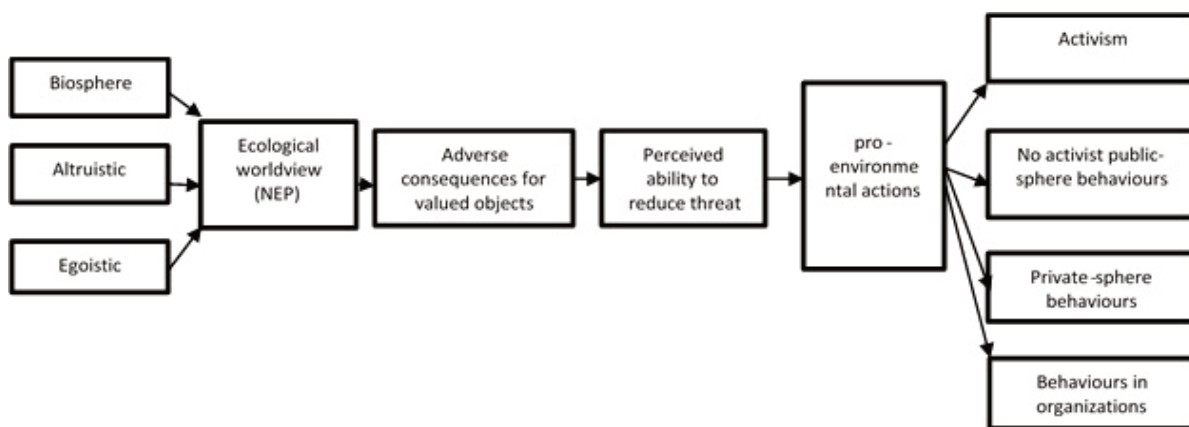 Biosphere
Altruistic
Egoistic
Ecological
worldview
(NEP)
Adverse
consequences for
valued objects
Perceived
ability to
reduce threat
pro -
environme
ntal actions
Activism
No activist public-
sphere behaviours
Private-sphere
behaviours
Behaviours in
organizations